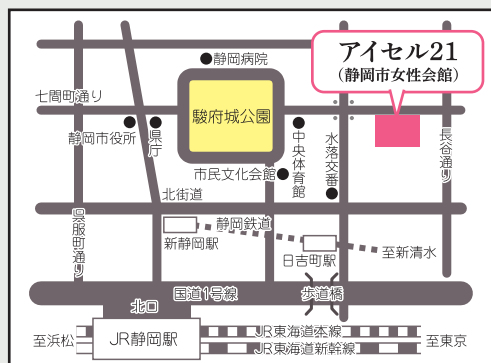 アイセル21
（静岡市女性会館）
静岡病院
七間町通り
駿府城公園
静岡市役所
県庁
中央体育館
水落交番
長谷通り
市民文化会館
北街道
呉服町通り
静岡鉄道
新静岡駅
日吉町駅
至新清水
国道1号線
歩道橋
北口
至浜松
JR静岡駅
JR東海道本線
JR東海道新幹線
至東京